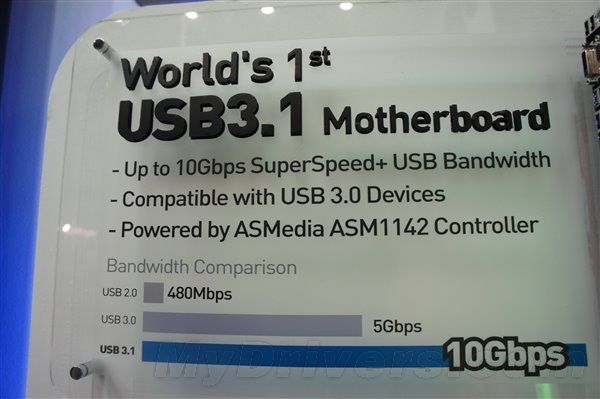 World's 1st
USB3.1 Motherboard
- Up to 10Gbps SuperSpeed+ USB Bandwidth
- Compatible with USB 3.0 Devices
- Powered by ASMedia ASM1142 Controller
Bandwidth Comparison
USB 2.0 480Mbps
USB 3.0 5Gbps
USB 3.1 10Gbps
MyDrivers.com